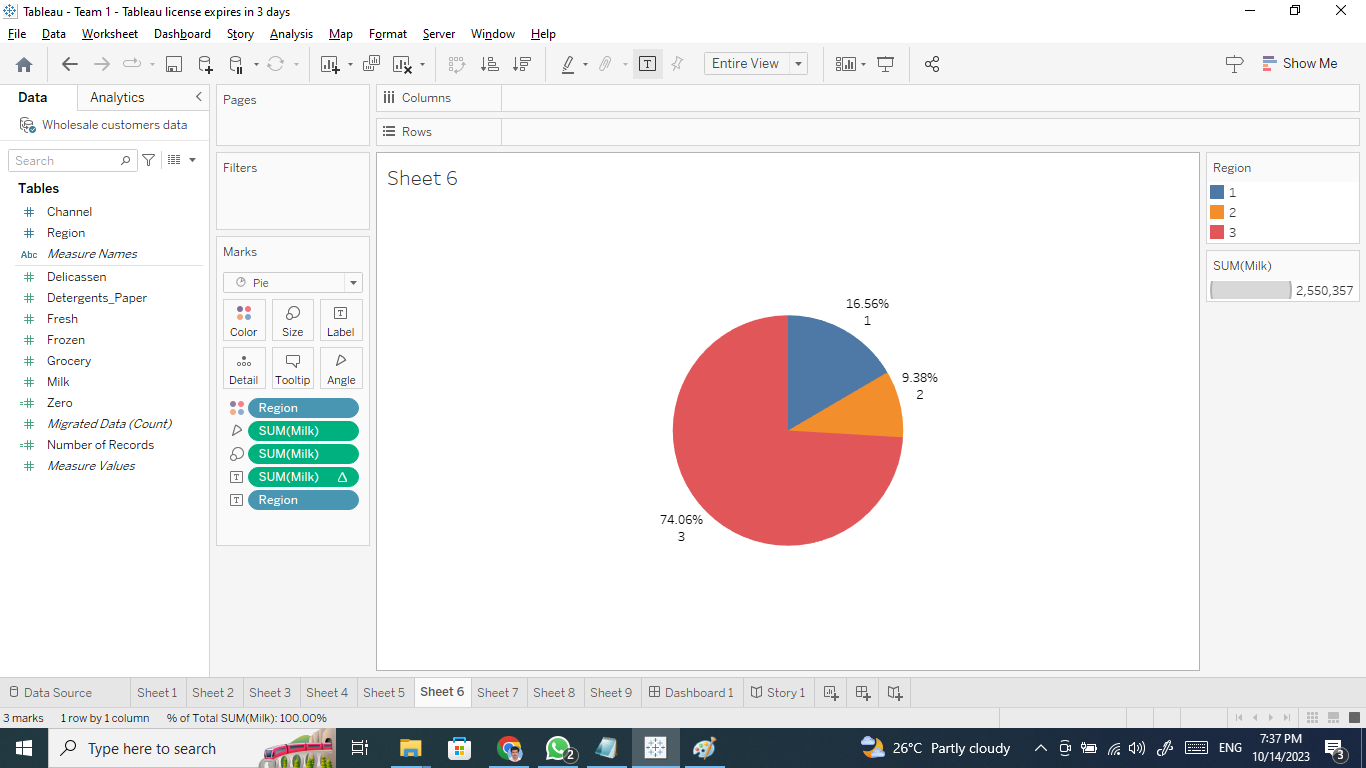 Tableau - Team 1 - Tableau license expires in 3 days
File Data Worksheet Dashboard Story Analysis Map Format Server Window Help
Entire View
Show Me
Data Analytics
Wholesale customers data
Search
Tables
Channel
Region
Abc Measure Names
Delicassen
Detergents_Paper
Fresh
Frozen
Grocery
Milk
Zero
Migrated Data (Count)
Number of Records
Measure Values
Pages
Filters
Marks
Pie
Color Size Label
Detail Tooltip Angle
Region
SUM(Milk)
SUM(Milk)
SUM(Milk)
Region
Columns
Rows
Sheet 6
16.56%
1
9.38%
2
74.06%
3
Region
1
2
3
SUM(Milk)
2,550,357
Data Source Sheet 1 Sheet 2 Sheet 3 Sheet 4 Sheet 5 Sheet 6 Sheet 7 Sheet 8 Sheet 9 Dashboard 1 Story 1
3 marks 1 row by 1 column % of Total SUM(Milk): 100.00%
Type here to search
2
26°C Partly cloudy
ENG
7:37 PM
10/14/2023
3